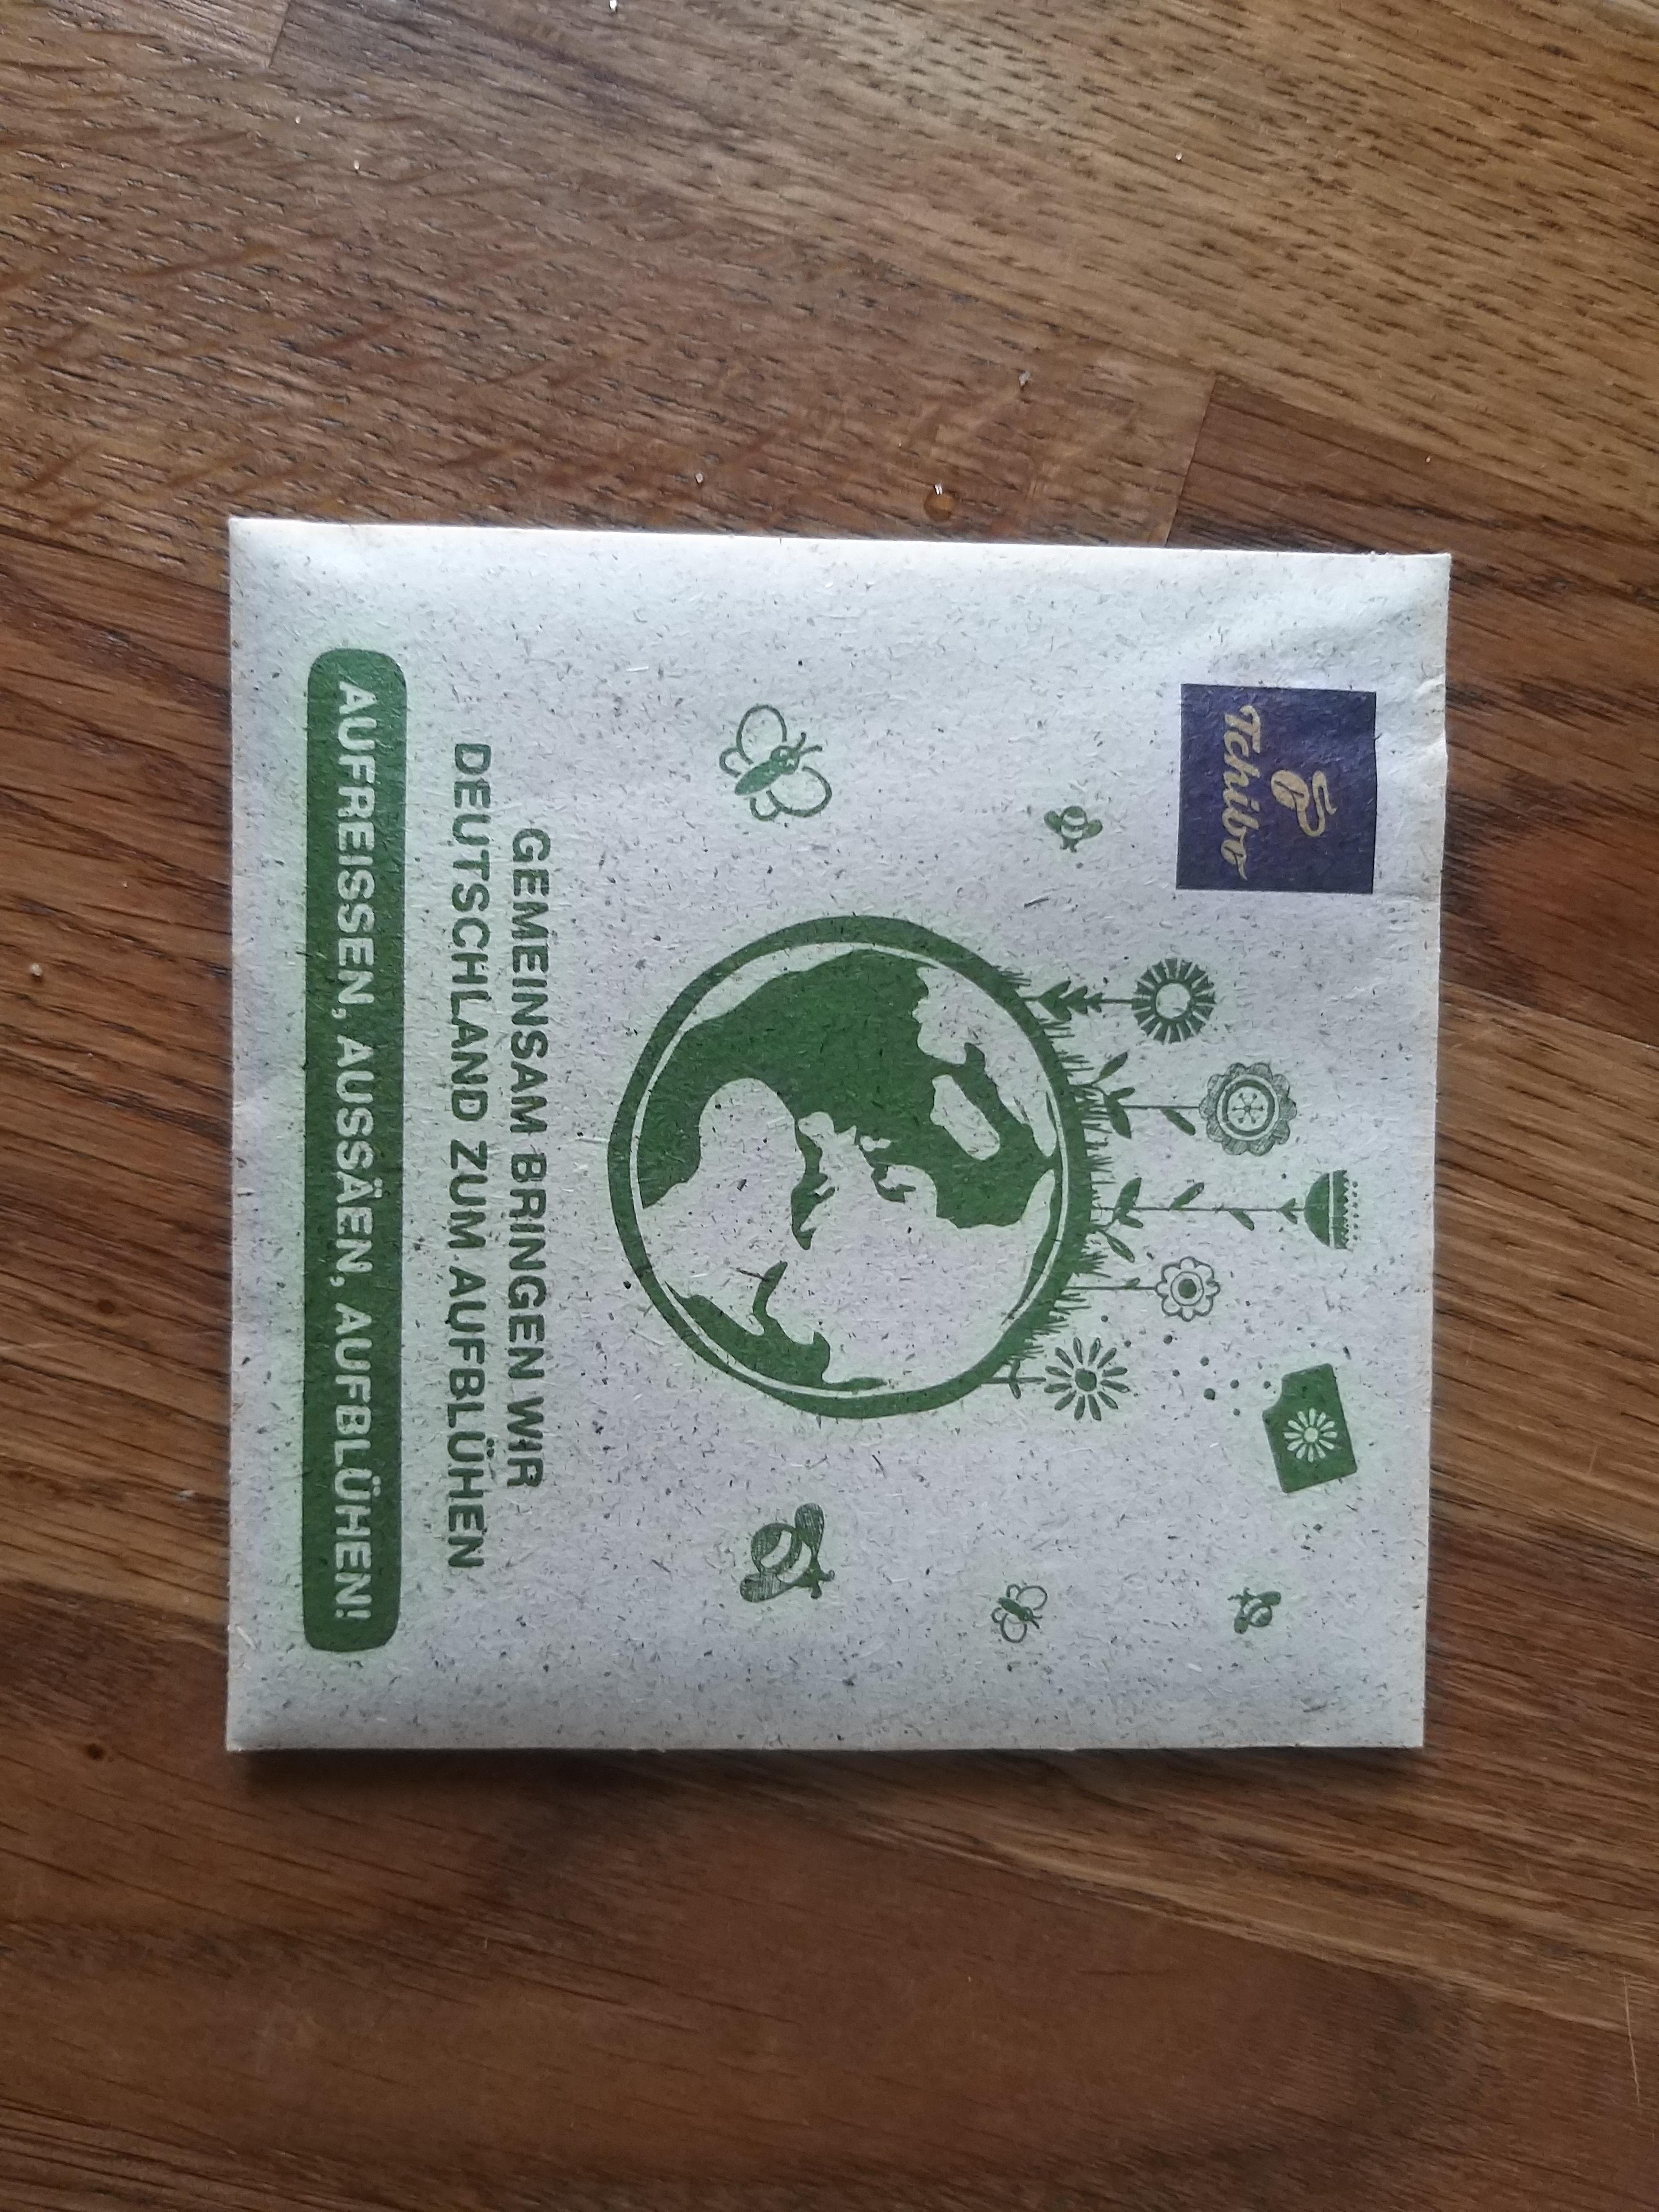 Tchibo
GEMEINSAM BRINGEN WIR
DEUTSCHLAND ZUM AUFBLÜHEN
AUFREISSEN, AUSSÄEN, AUFBLÜHEN!